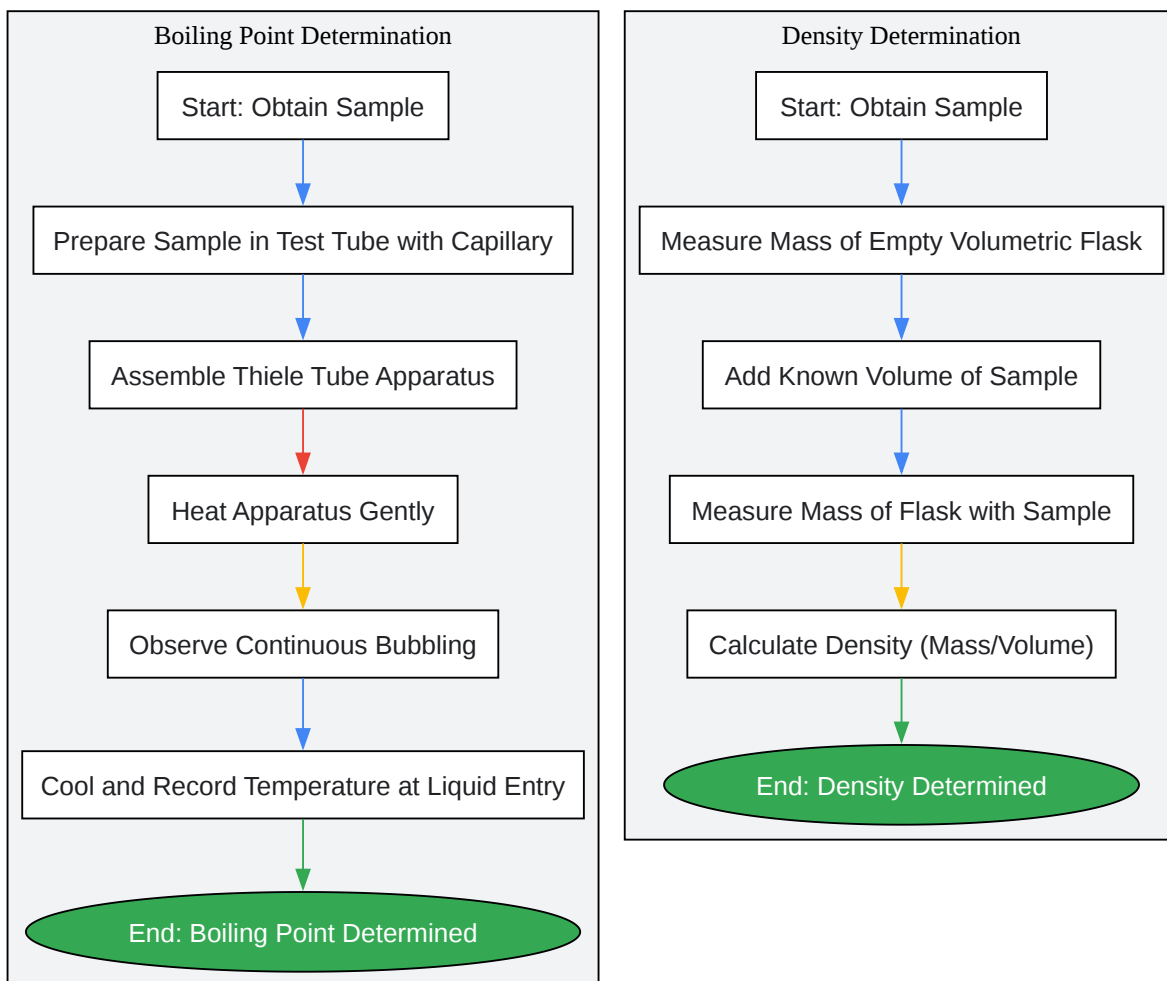 Boiling Point Determination
Start: Obtain Sample
Prepare Sample in Test Tube with Capillary
Assemble Thiele Tube Apparatus
Heat Apparatus Gently
Observe Continuous Bubbling
Cool and Record Temperature at Liquid Entry
End: Boiling Point Determined
Density Determination
Start: Obtain Sample
Measure Mass of Empty Volumetric Flask
Add Known Volume of Sample
Measure Mass of Flask with Sample
Calculate Density (Mass/Volume)
End: Density Determined